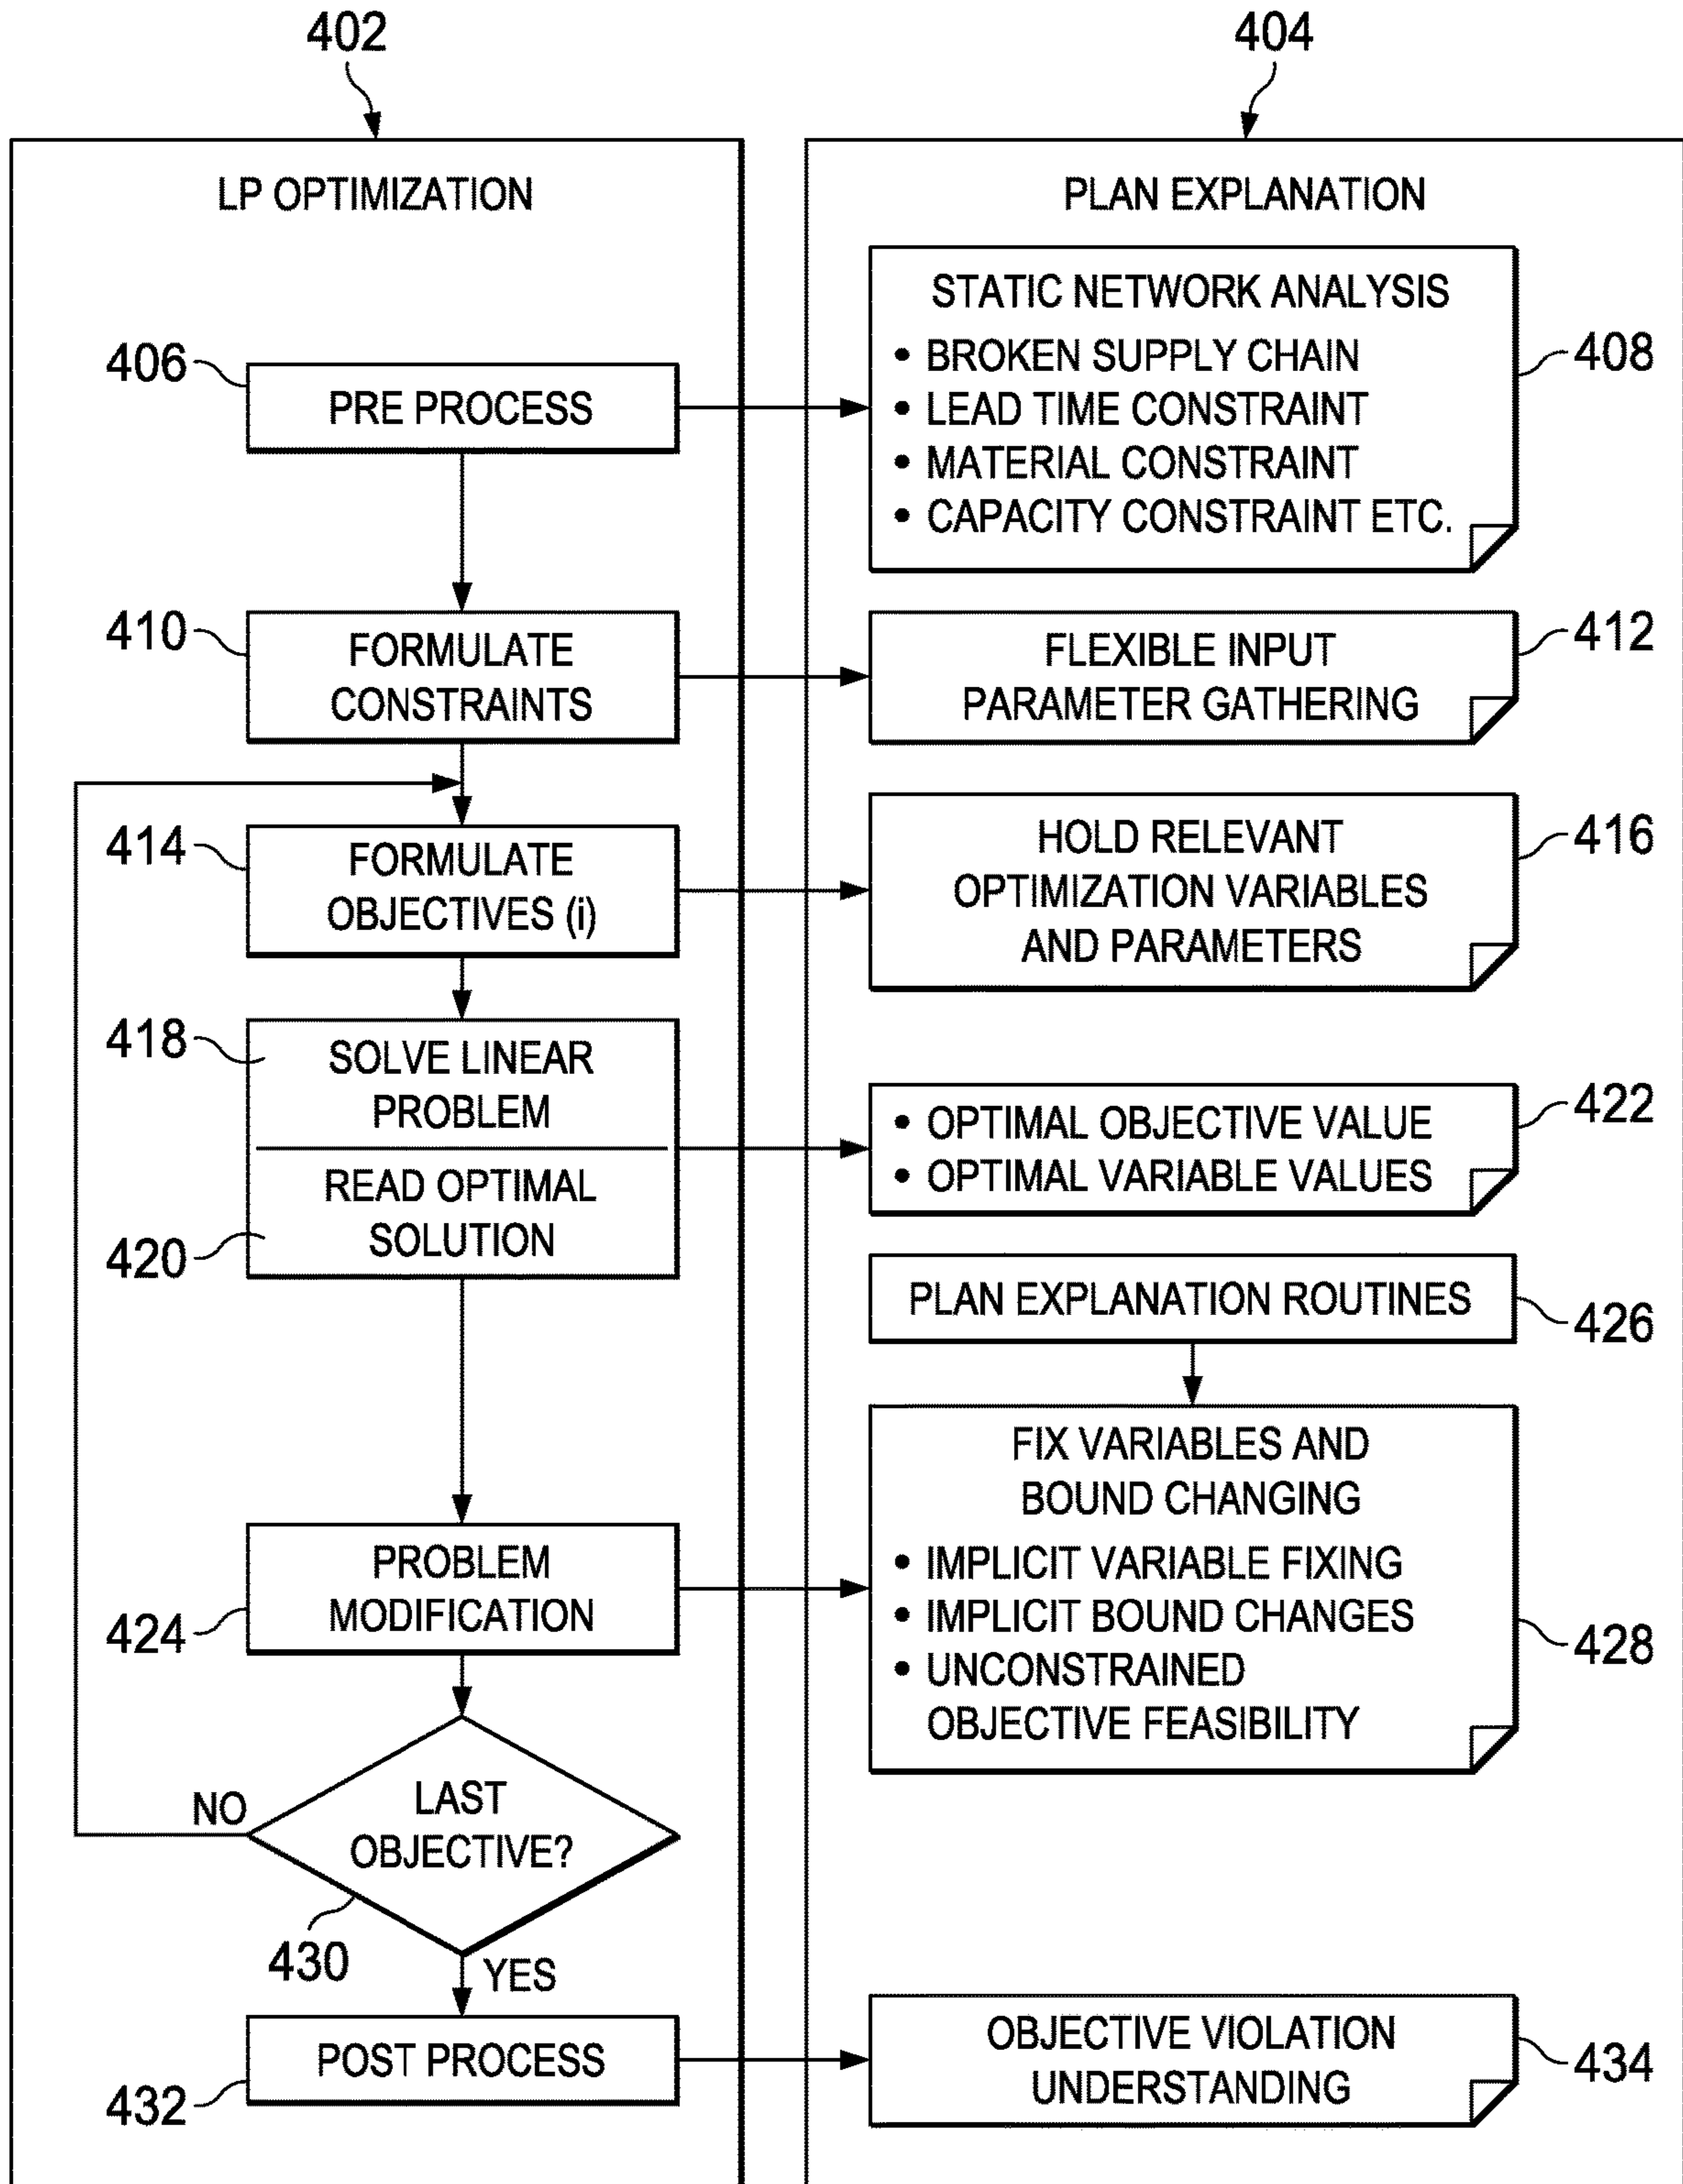 402
404
LP OPTIMIZATION
PLAN EXPLANATION
406
PRE PROCESS
STATIC NETWORK ANALYSIS
• BROKEN SUPPLY CHAIN
• LEAD TIME CONSTRAINT
• MATERIAL CONSTRAINT
• CAPACITY CONSTRAINT ETC.
408
410
FORMULATE
CONSTRAINTS
FLEXIBLE INPUT
PARAMETER GATHERING
412
414
FORMULATE
OBJECTIVES (i)
HOLD RELEVANT
OPTIMIZATION VARIABLES
AND PARAMETERS
416
418
SOLVE LINEAR
PROBLEM
READ OPTIMAL
SOLUTION
420
• OPTIMAL OBJECTIVE VALUE
• OPTIMAL VARIABLE VALUES
422
PLAN EXPLANATION ROUTINES
426
PROBLEM
MODIFICATION
424
FIX VARIABLES AND
BOUND CHANGING
• IMPLICIT VARIABLE FIXING
• IMPLICIT BOUND CHANGES
• UNCONSTRAINED
OBJECTIVE FEASIBILITY
428
NO
LAST
OBJECTIVE?
430
YES
POST PROCESS
432
OBJECTIVE VIOLATION
UNDERSTANDING
434